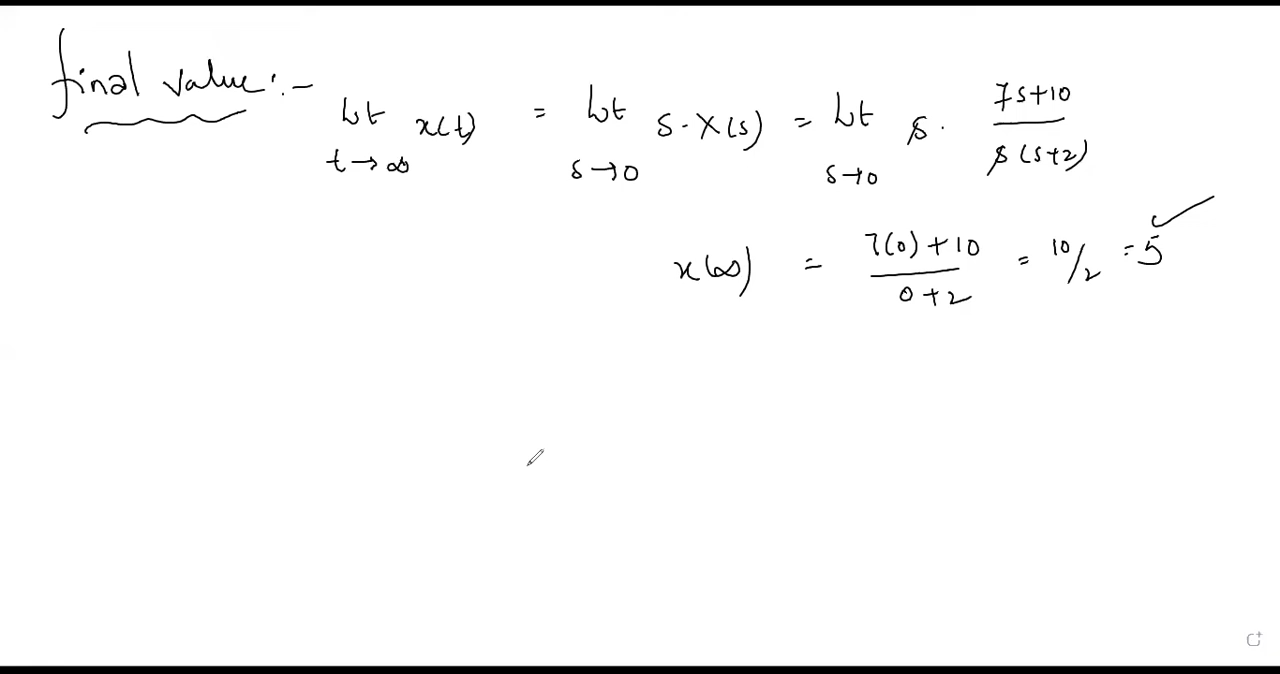 final value:-
Lt t→∞ x(t) = Lt s→0 s·X(s) = Lt s→0 s· 7s+10 / s(s+2)
x(∞) = 7(0)+10 / 0+2 = 10/2 = 5 ✓